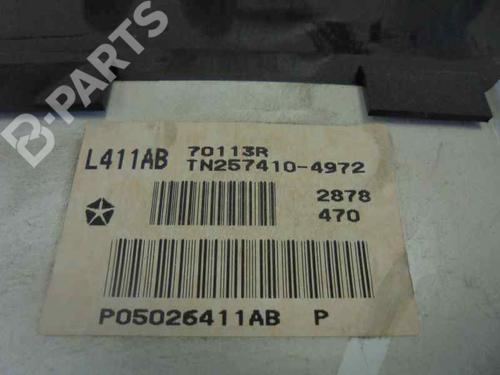 B-PARTS
L411AB 70113R
TN257410-4972
2878
470
P05026411AB P